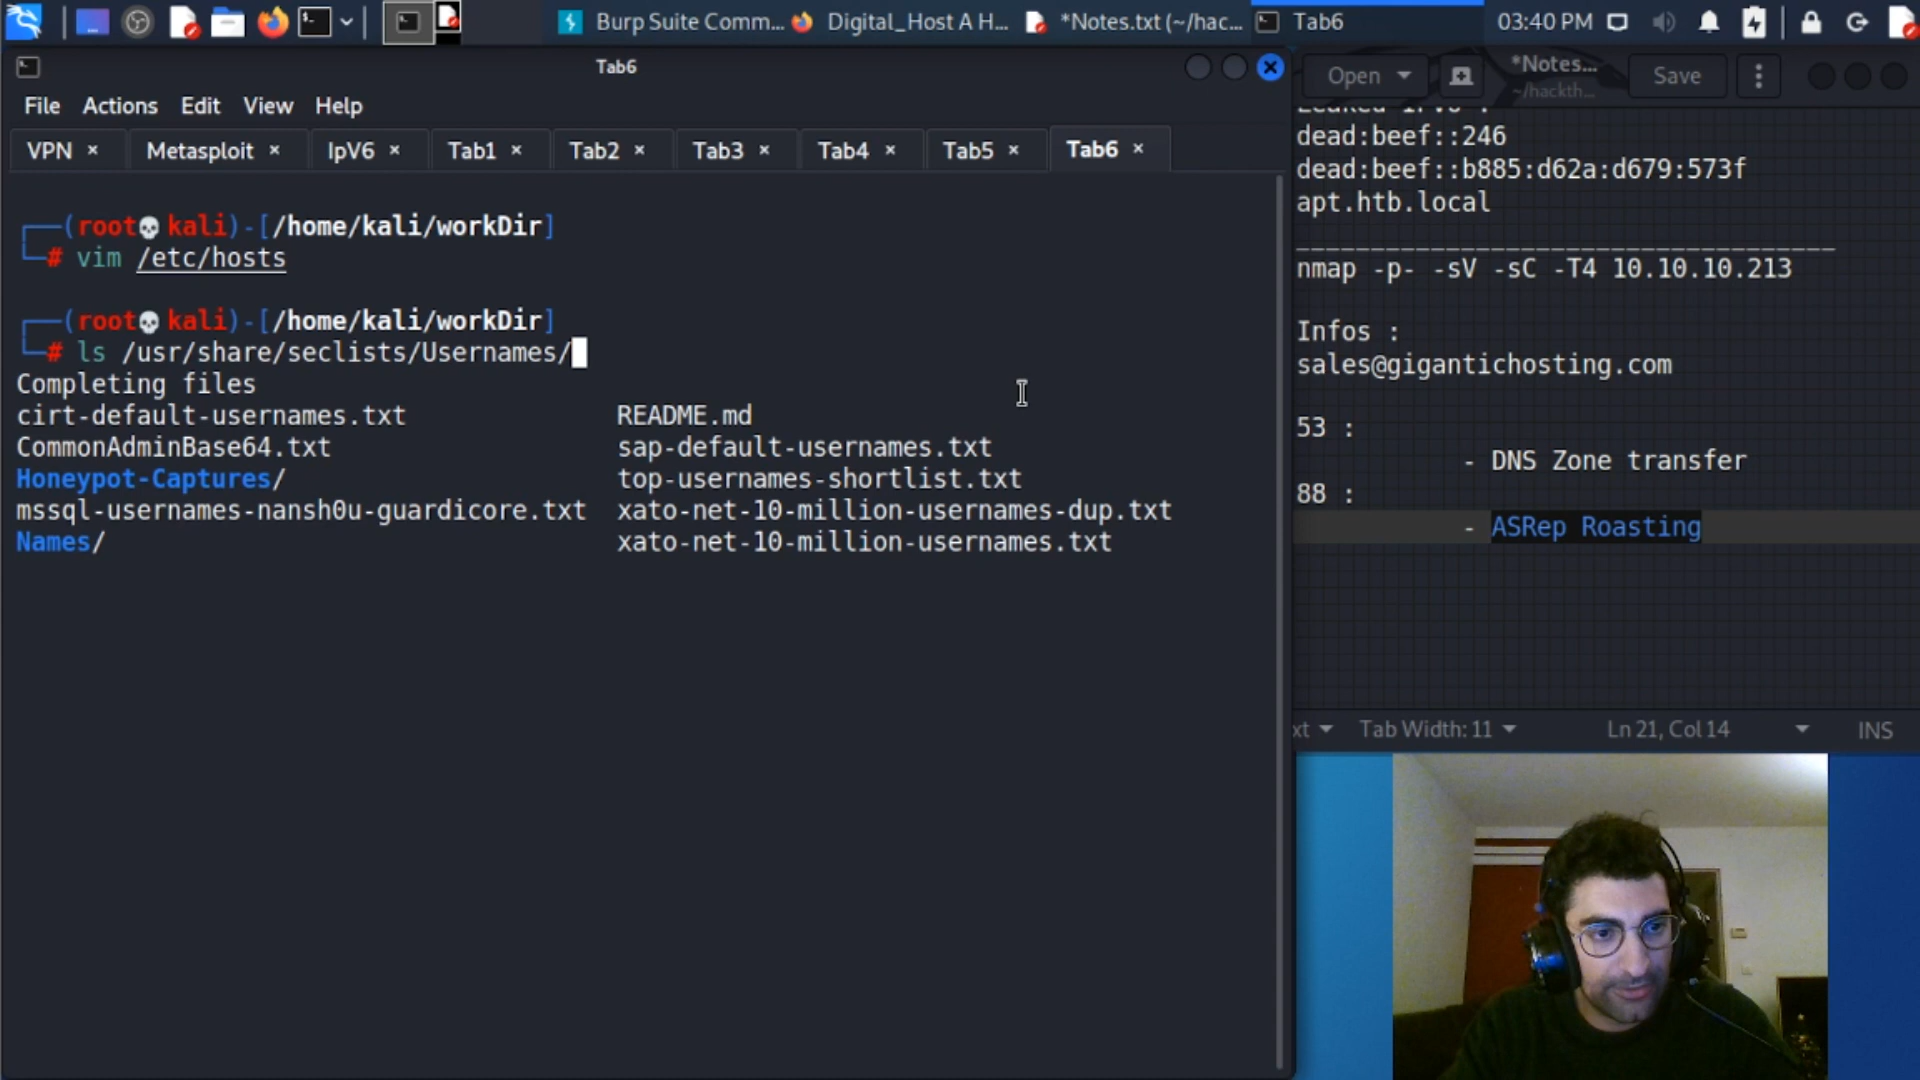 Burp Suite Comm...
Digital_Host A H...
*Notes.txt (~/hac...
Tab6
03:40 PM
Tab6
File Actions Edit View Help
VPN × Metasploit × IpV6 × Tab1 × Tab2 × Tab3 × Tab4 × Tab5 × Tab6 ×
(root💀kali)-[/home/kali/workDir]
# vim /etc/hosts
(root💀kali)-[/home/kali/workDir]
# ls /usr/share/seclists/Usernames/
Completing files
cirt-default-usernames.txt README.md
CommonAdminBase64.txt sap-default-usernames.txt
Honeypot-Captures/ top-usernames-shortlist.txt
mssql-usernames-nansh0u-guardicore.txt xato-net-10-million-usernames-dup.txt
Names/ xato-net-10-million-usernames.txt
Open
*Notes...
~/hackth...
Save
dead:beef::246
dead:beef::b885:d62a:d679:573f
apt.htb.local
____________________________________
nmap -p- -sV -sC -T4 10.10.10.213
Infos :
sales@gigantichosting.com
53 :
- DNS Zone transfer
88 :
- ASRep Roasting
xt Tab Width: 11 Ln 21, Col 14 INS